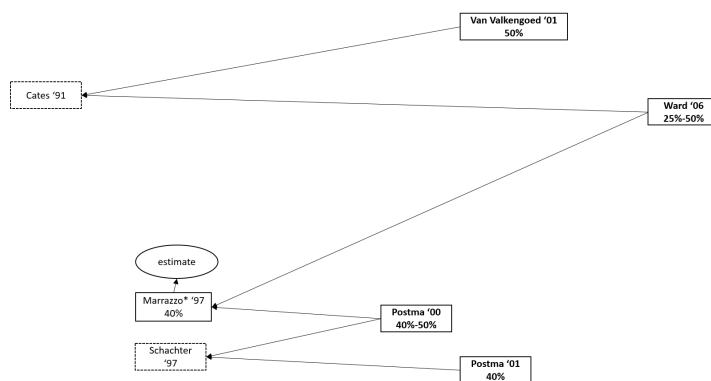 Van Valkengoed ‘01
50%
Cates ‘91
Ward ‘06
25%-50%
estimate
Marrazzo* ‘97
40%
Postma ‘00
40%-50%
Schachter
‘97
Postma ‘01
40%